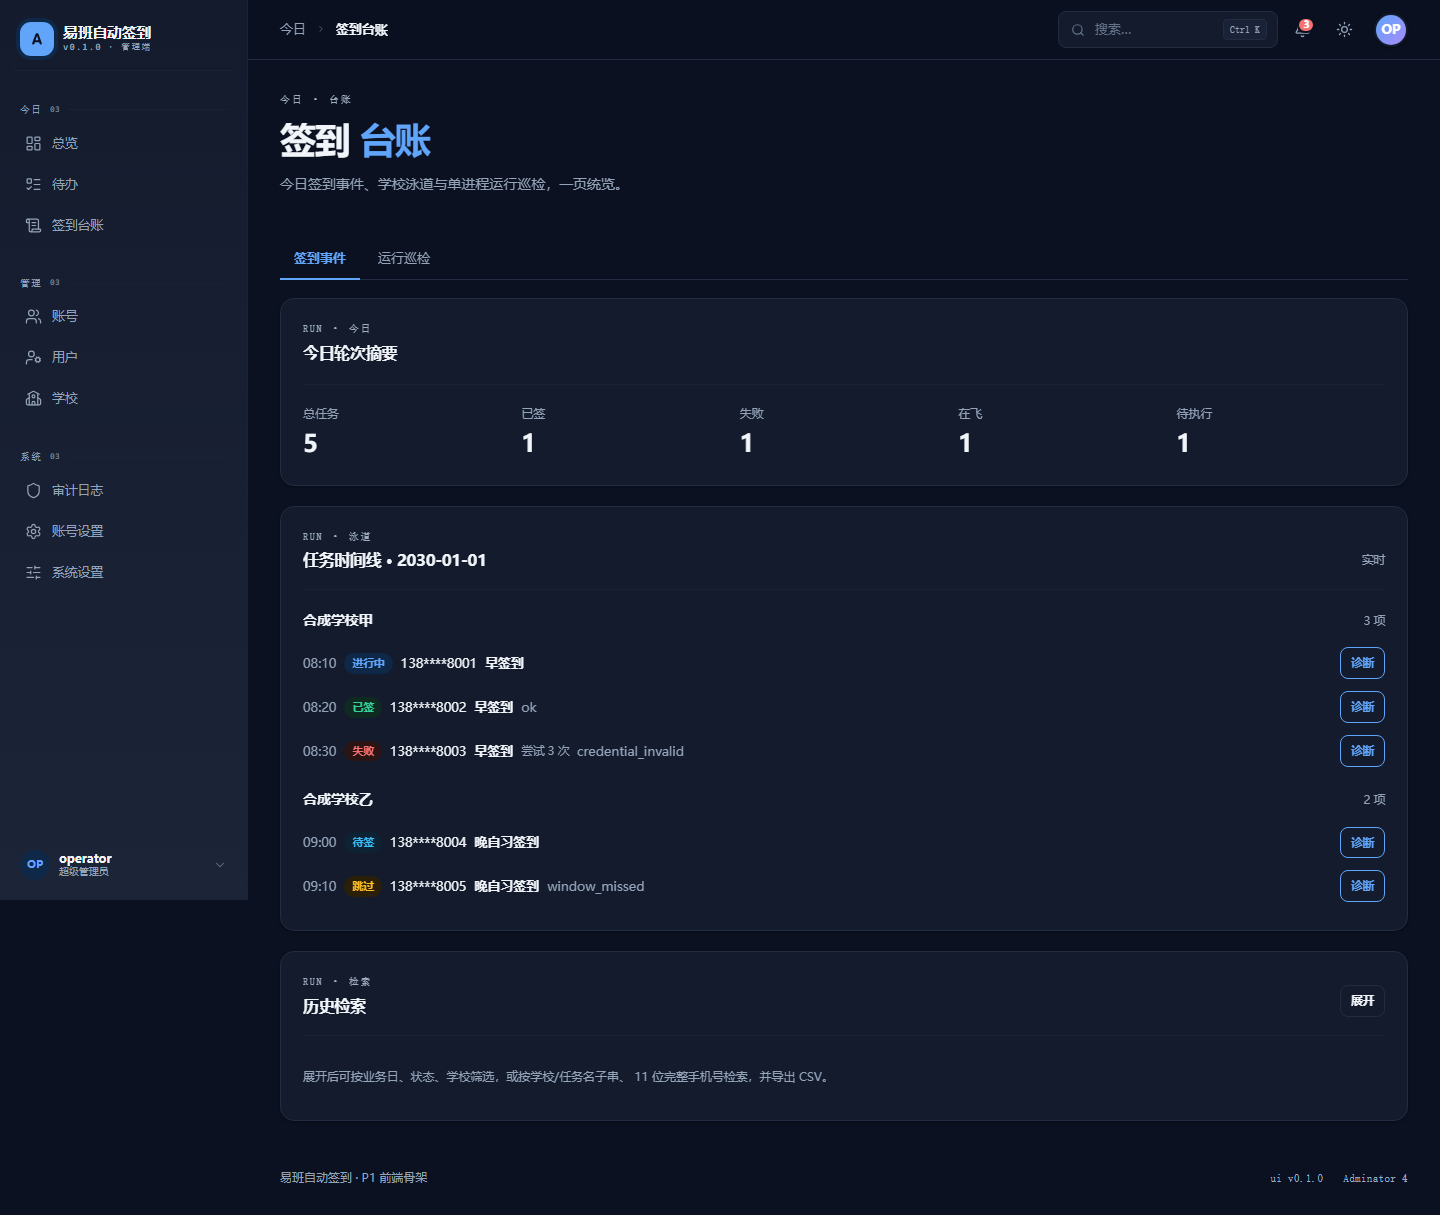 A
易班自动签到
v0.1.0 · 管理端
今日 03
总览
待办
签到台账
管理 03
账号
用户
学校
系统 03
审计日志
账号设置
系统设置
OP
operator
超级管理员
今日 › 签到台账
搜索... Ctrl K
3
OP
今日 • 台账
签到 台账
今日签到事件、学校泳道与单进程运行巡检，一页统览。
签到事件 运行巡检
RUN • 今日
今日轮次摘要
总任务 已签 失败 在飞 待执行
5 1 1 1 1
RUN • 泳道
任务时间线 • 2030-01-01 实时
合成学校甲 3 项
08:10 进行中 138****8001 早签到 诊断
08:20 已签 138****8002 早签到 ok 诊断
08:30 失败 138****8003 早签到 尝试 3 次 credential_invalid 诊断
合成学校乙 2 项
09:00 待签 138****8004 晚自习签到 诊断
09:10 跳过 138****8005 晚自习签到 window_missed 诊断
RUN • 检索
历史检索 展开
展开后可按业务日、状态、学校筛选，或按学校/任务名子串、 11 位完整手机号检索，并导出 CSV。
易班自动签到 · P1 前端骨架 ui v0.1.0 Adminator 4